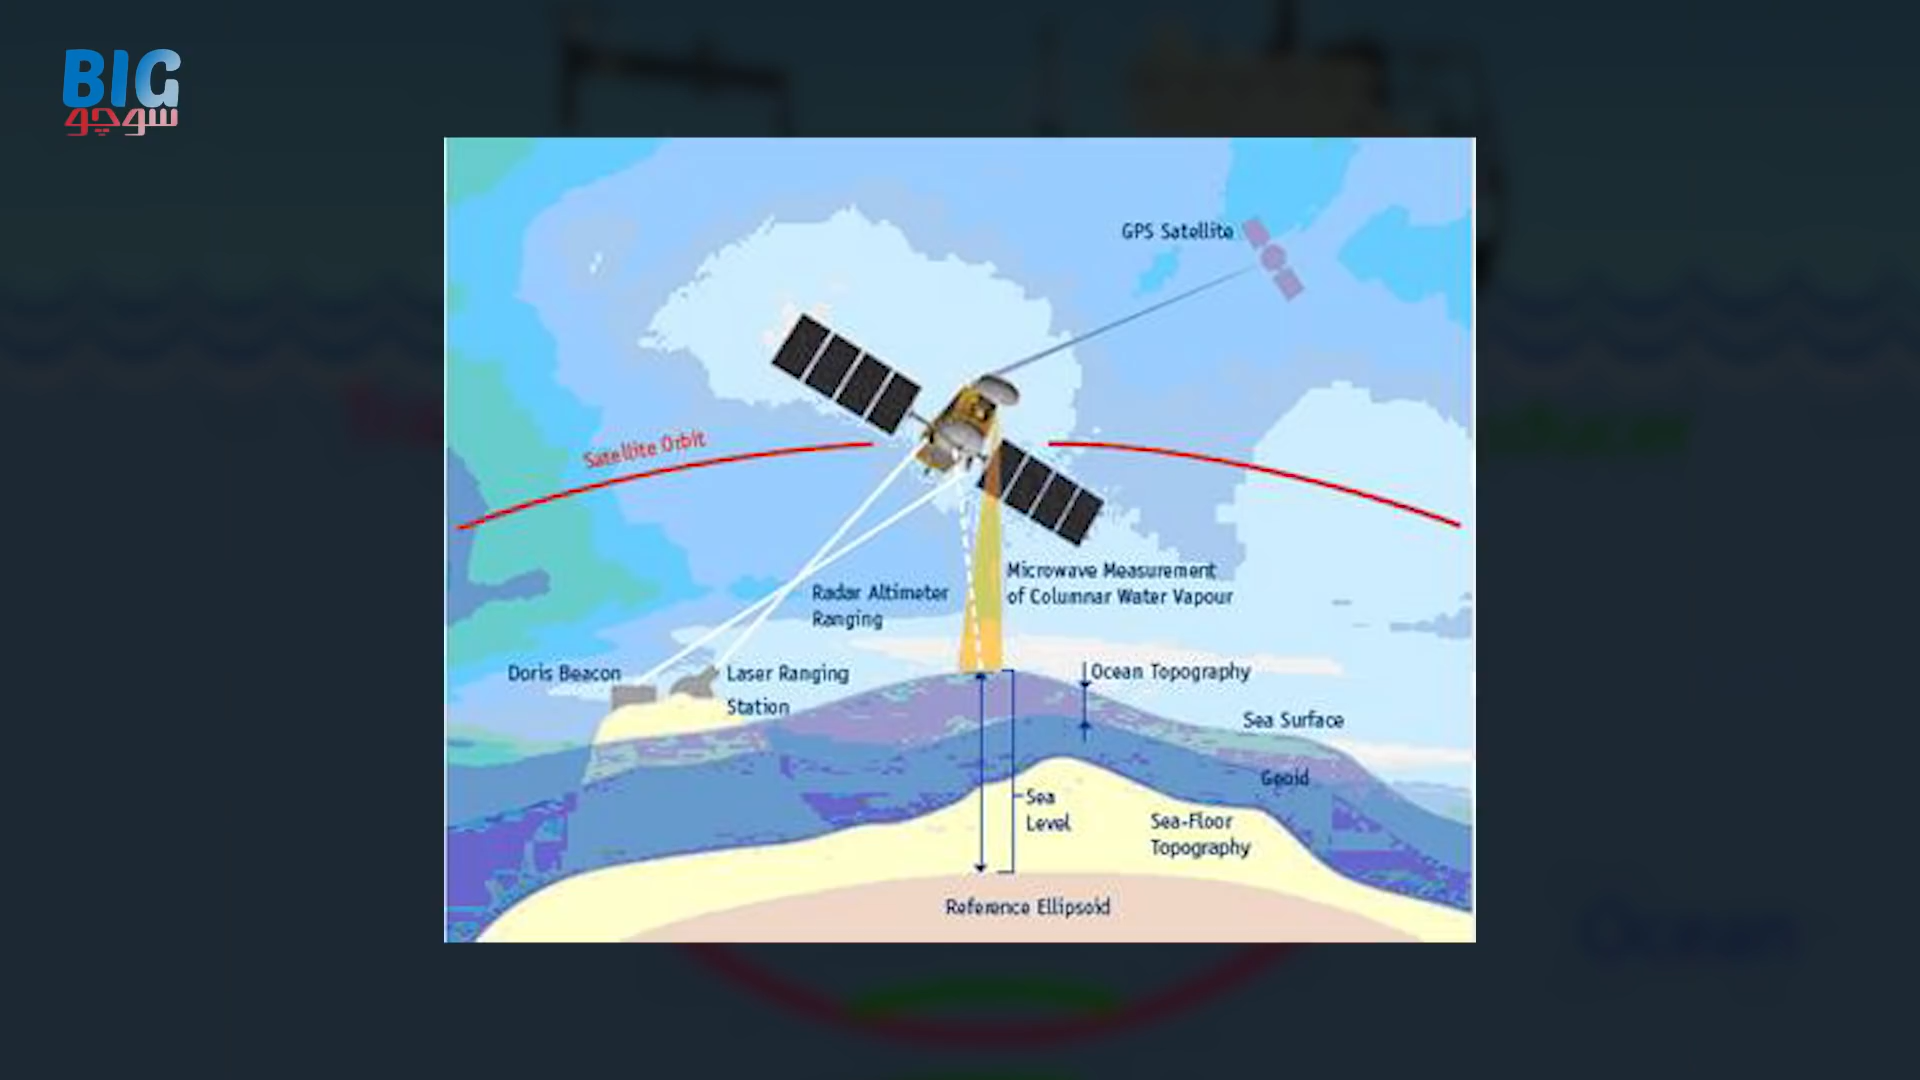 BIG
سوچو
GPS Satellite
Satellite Orbit
Microwave Measurement
of Columnar Water Vapour
Radar Altimeter
Ranging
Doris Beacon
Laser Ranging
Station
Ocean Topography
Sea Surface
Geoid
Sea
Level
Sea-Floor
Topography
Reference Ellipsoid
Ocean